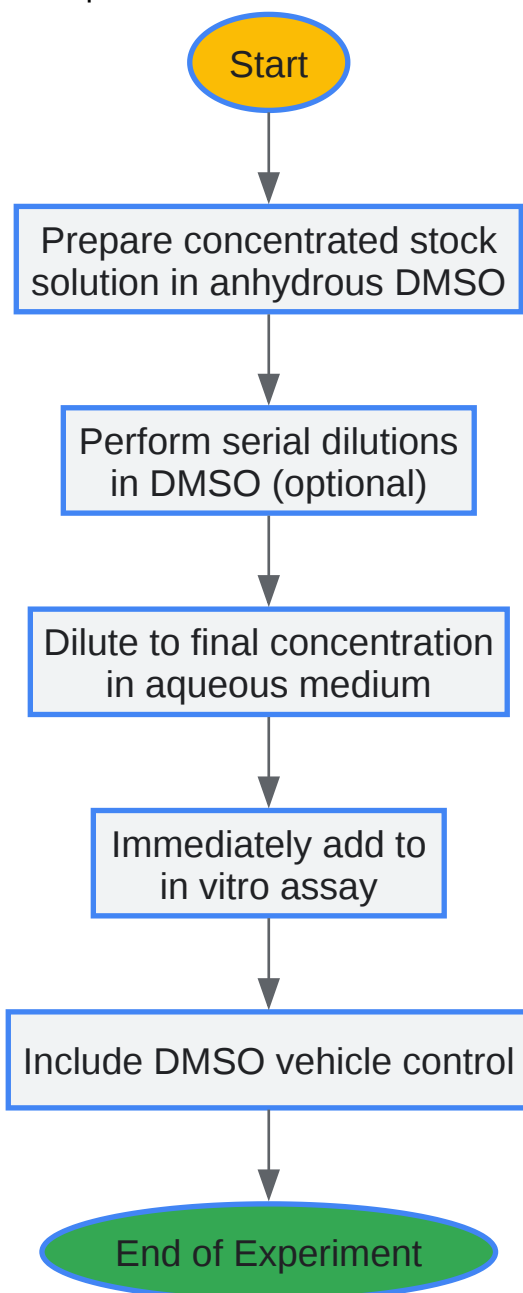 Start
Prepare concentrated stock
solution in anhydrous DMSO
Perform serial dilutions
in DMSO (optional)
Dilute to final concentration
in aqueous medium
Immediately add to
in vitro assay
Include DMSO vehicle control
End of Experiment